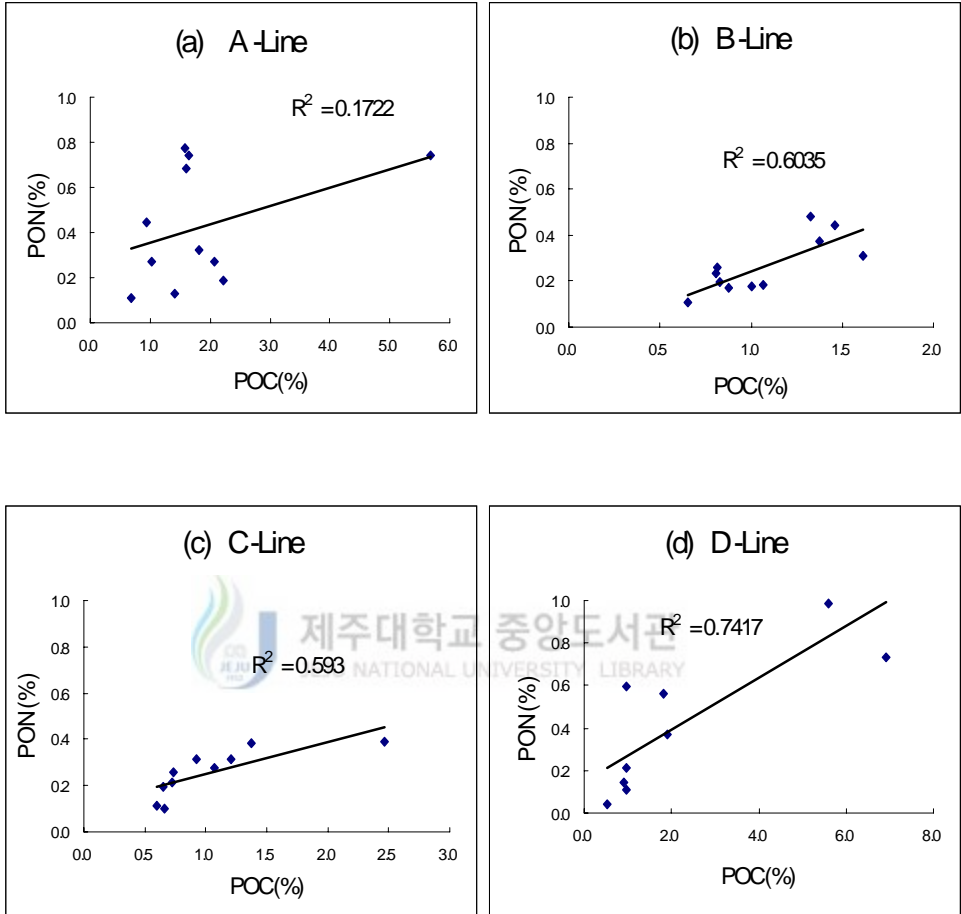 (a) A-Line
R² =0.1722
1.0
0.8
0.6
0.4
0.2
0.0
PON(%)
0.0 1.0 2.0 3.0 4.0 5.0 6.0
POC(%)
(b) B-Line
R² =0.6035
1.0
0.8
0.6
0.4
0.2
0.0
PON(%)
0.0 0.5 1.0 1.5 2.0
POC(%)
(c) C-Line
R² =0.593
1.0
0.8
0.6
0.4
0.2
0.0
PON(%)
0.0 0.5 1.0 1.5 2.0 2.5 3.0
POC(%)
(d) D-Line
R² =0.7417
1.0
0.8
0.6
0.4
0.2
0.0
PON(%)
0.0 2.0 4.0 6.0 8.0
POC(%)
제주대학교 중앙도서관
JEJU NATIONAL UNIVERSITY LIBRARY
JEJU
1952